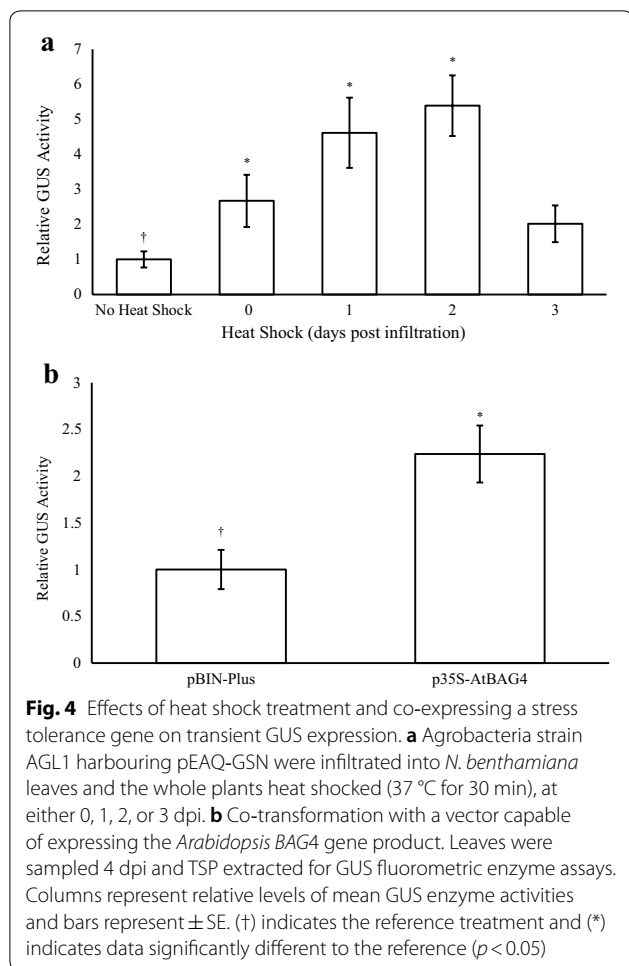 a
7
6
5
4
3
2
1
0
Relative GUS Activity
†
*
*
*
No Heat Shock 0 1 2 3
Heat Shock (days post infiltration)
b
3
2.5
2
1.5
1
0.5
0
Relative GUS Activity
†
*
pBIN-Plus p35S-AtBAG4
Fig. 4 Effects of heat shock treatment and co-expressing a stress
tolerance gene on transient GUS expression. a Agrobacteria strain
AGL1 harbouring pEAQ-GSN were infiltrated into N. benthamiana
leaves and the whole plants heat shocked (37 °C for 30 min), at
either 0, 1, 2, or 3 dpi. b Co-transformation with a vector capable
of expressing the Arabidopsis BAG4 gene product. Leaves were
sampled 4 dpi and TSP extracted for GUS fluorometric enzyme assays.
Columns represent relative levels of mean GUS enzyme activities
and bars represent ± SE. (†) indicates the reference treatment and (*)
indicates data significantly different to the reference (p < 0.05)